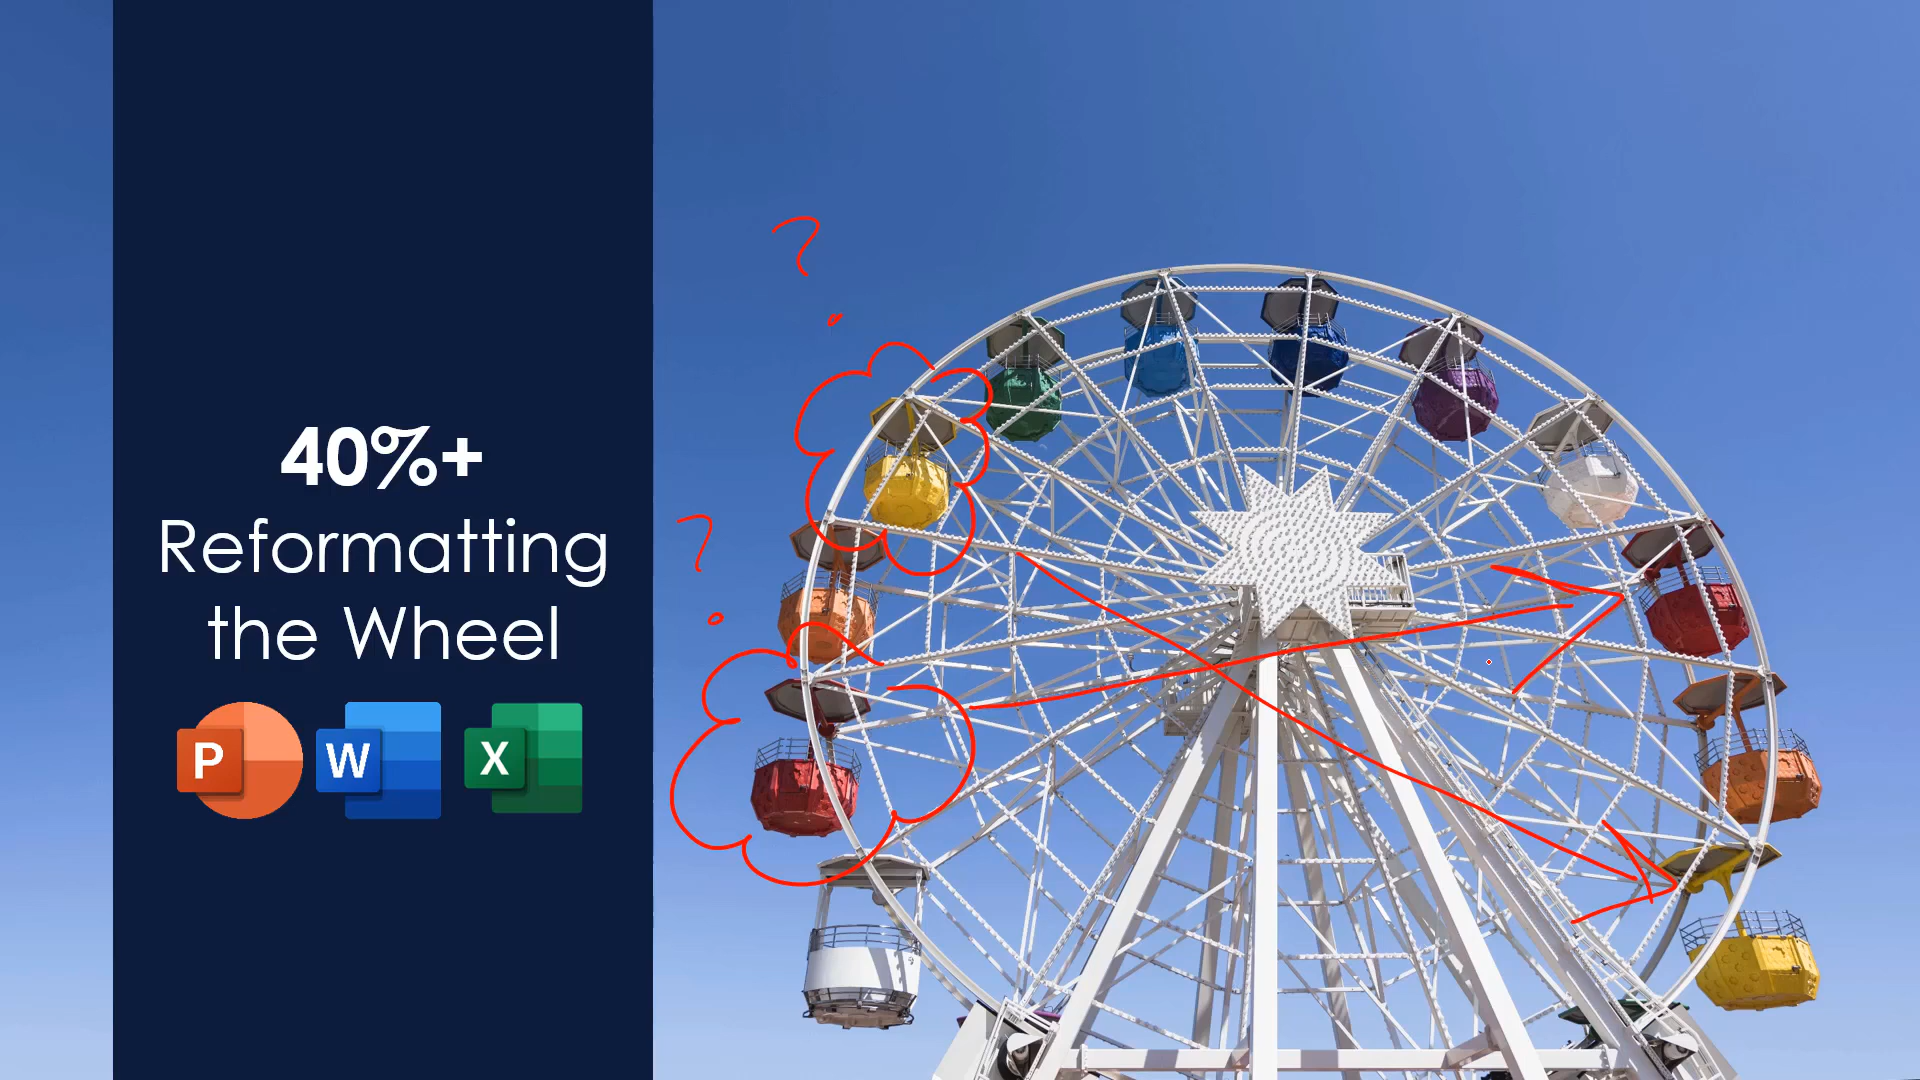 40%+
Reformatting
the Wheel
P W X
?
?